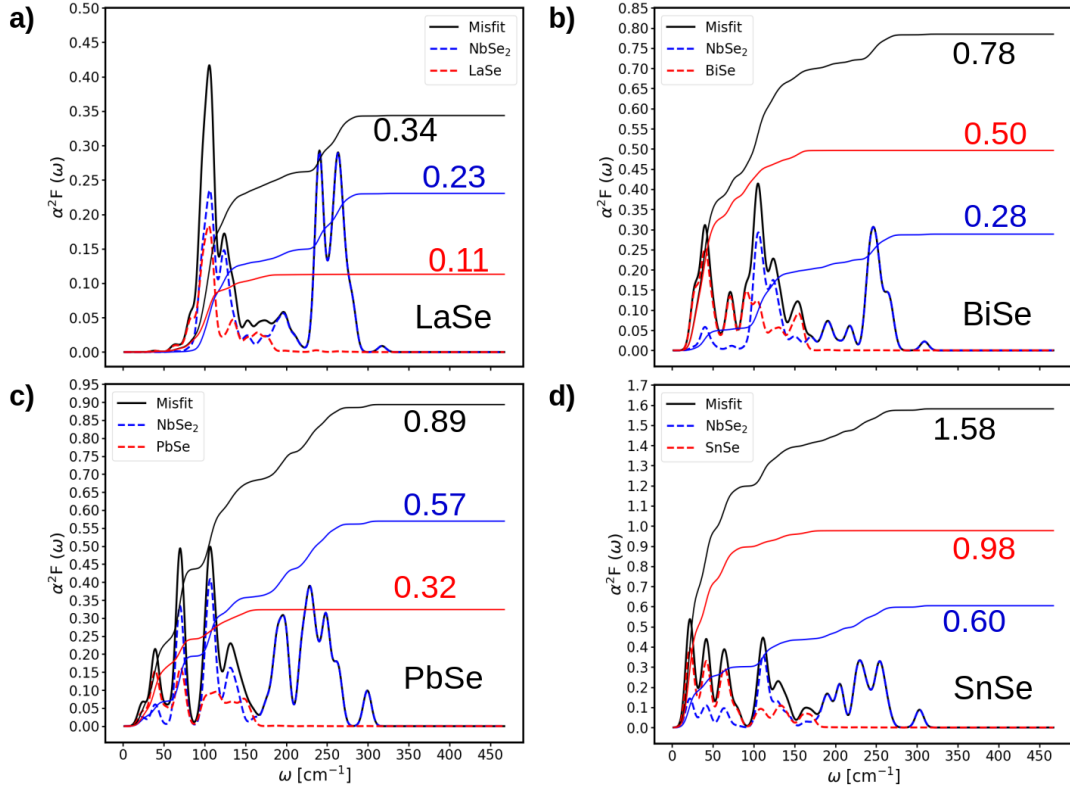 a)
0.50
0.45
0.40
0.35
0.30
0.25
0.20
0.15
0.10
0.05
0.00
α²F (ω)
Misfit
NbSe₂
LaSe
0.34
0.23
0.11
LaSe
b)
0.85
0.80
0.75
0.70
0.65
0.60
0.55
0.50
0.45
0.40
0.35
0.30
0.25
0.20
0.15
0.10
0.05
0.00
α²F (ω)
Misfit
NbSe₂
BiSe
0.78
0.50
0.28
BiSe
c)
0.95
0.90
0.85
0.80
0.75
0.70
0.65
0.60
0.55
0.50
0.45
0.40
0.35
0.30
0.25
0.20
0.15
0.10
0.05
0.00
α²F (ω)
Misfit
NbSe₂
PbSe
0.89
0.57
0.32
PbSe
0 50 100 150 200 250 300 350 400 450
ω [cm⁻¹]
d)
1.7
1.6
1.5
1.4
1.3
1.2
1.1
1.0
0.9
0.8
0.7
0.6
0.5
0.4
0.3
0.2
0.1
0.0
α²F (ω)
Misfit
NbSe₂
SnSe
1.58
0.98
0.60
SnSe
0 50 100 150 200 250 300 350 400 450
ω [cm⁻¹]